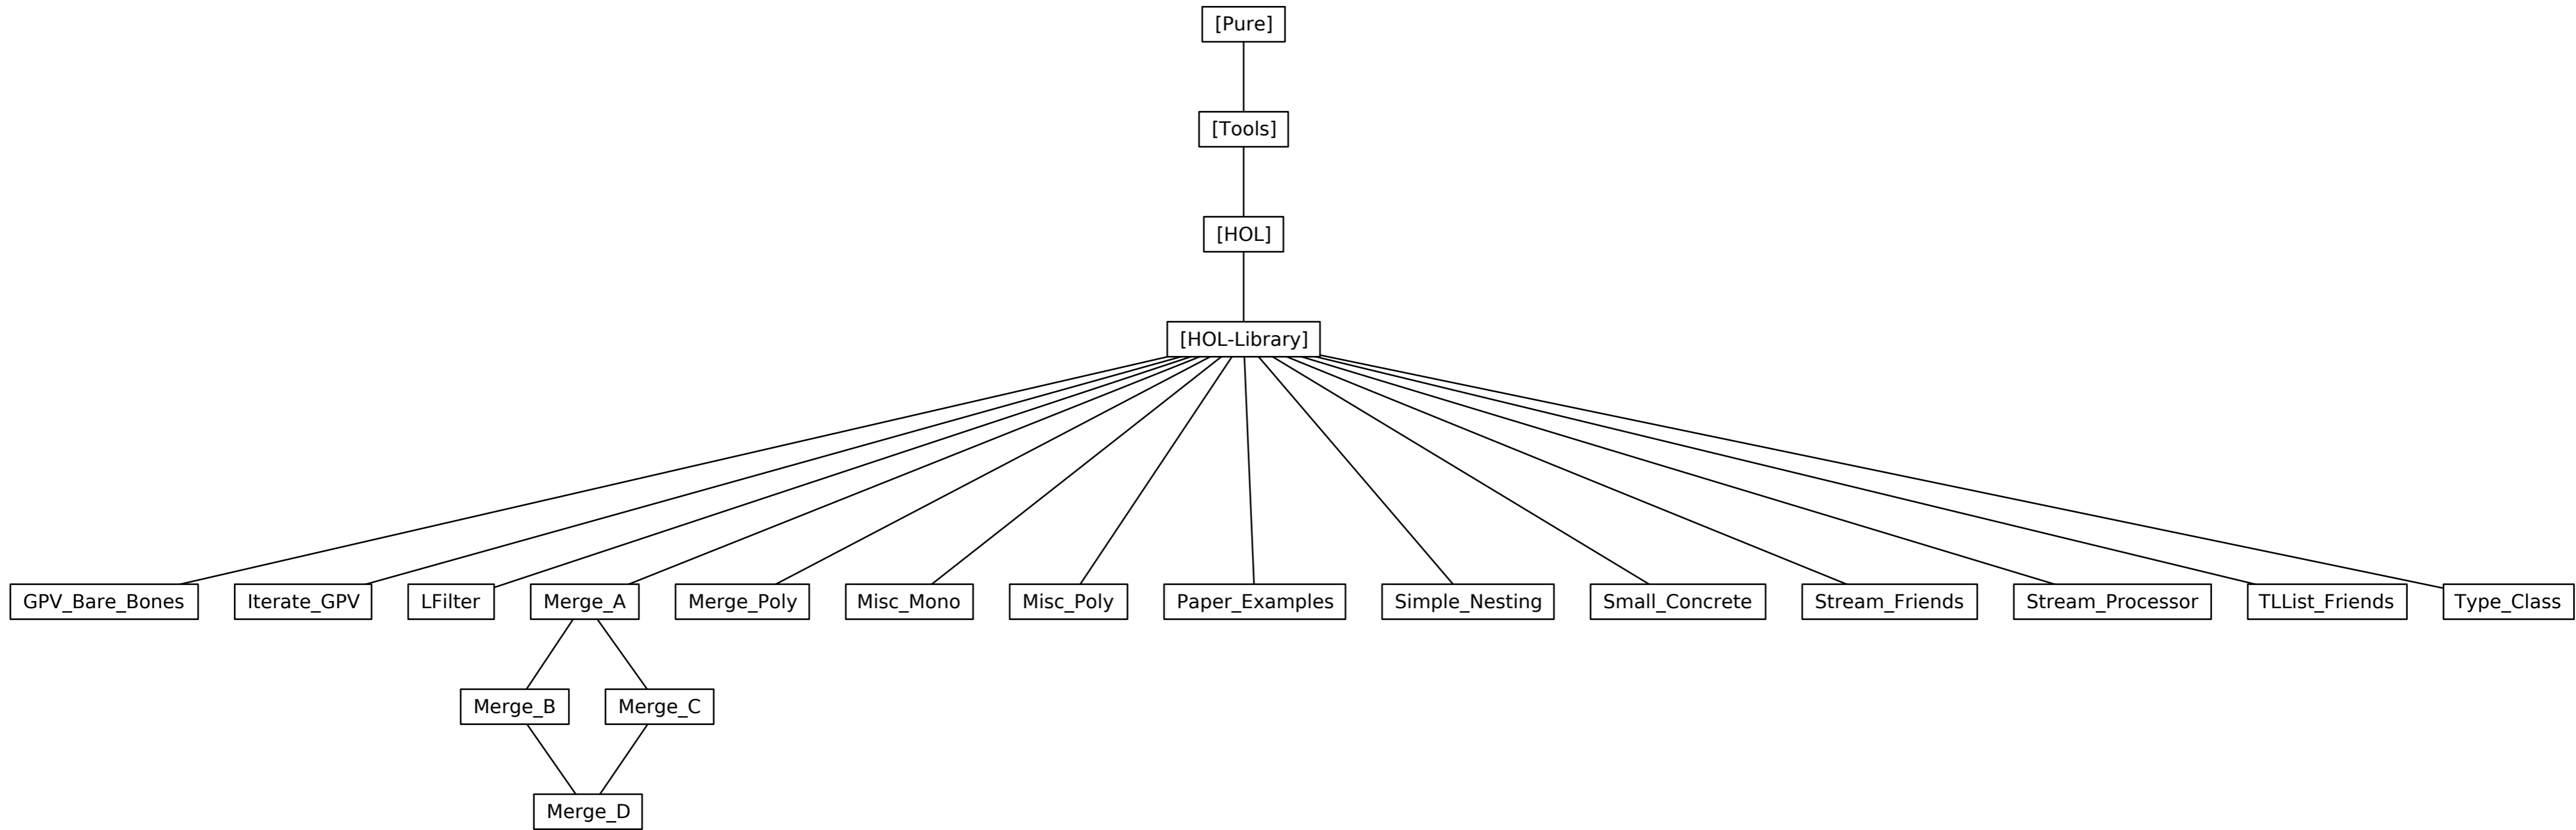 [Pure]
[Tools]
[HOL]
[HOL-Library]
GPV_Bare_Bones
Iterate_GPV
LFilter
Merge_A
Merge_Poly
Misc_Mono
Misc_Poly
Paper_Examples
Simple_Nesting
Small_Concrete
Stream_Friends
Stream_Processor
TLList_Friends
Type_Class
Merge_B
Merge_C
Merge_D